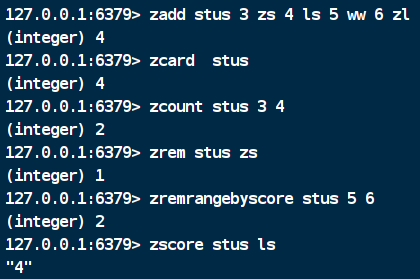 127.0.0.1:6379> zadd stus 3 zs 4 ls 5 ww 6 zl
(integer) 4
127.0.0.1:6379> zcard  stus
(integer) 4
127.0.0.1:6379> zcount stus 3 4
(integer) 2
127.0.0.1:6379> zrem stus zs
(integer) 1
127.0.0.1:6379> zremrangebyscore stus 5 6
(integer) 2
127.0.0.1:6379> zscore stus ls
"4"